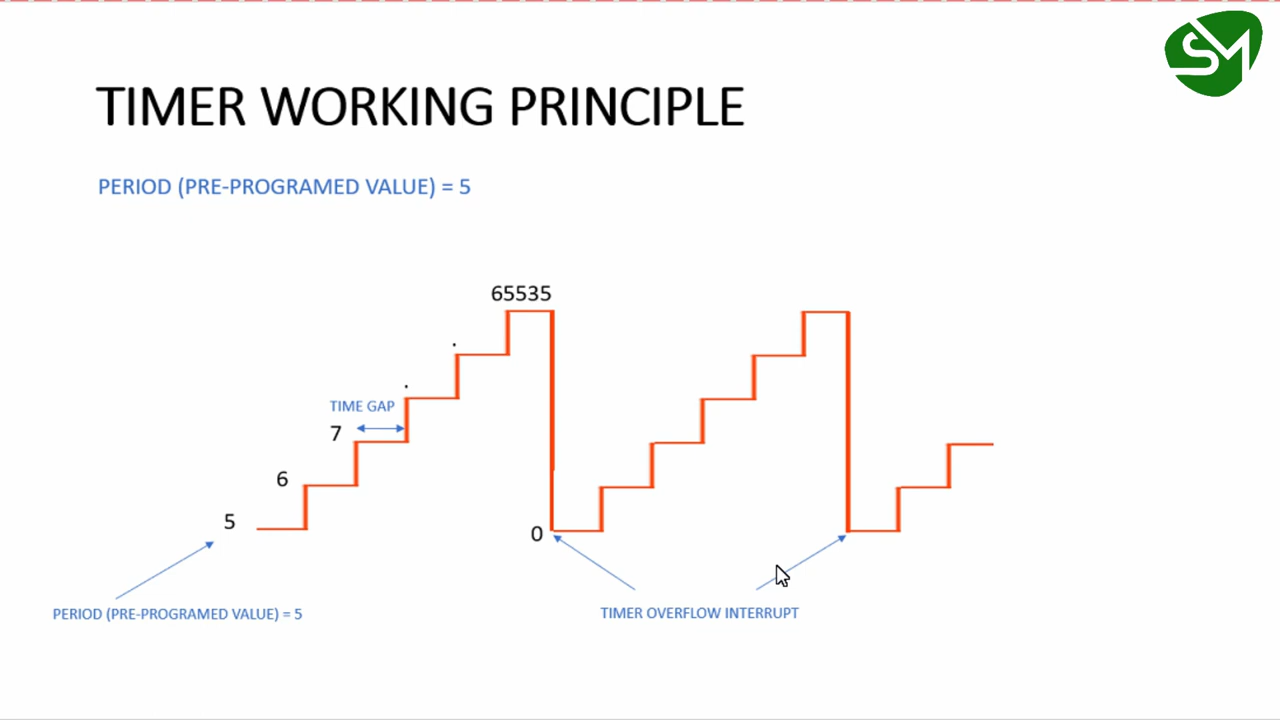 SM
TIMER WORKING PRINCIPLE
PERIOD (PRE-PROGRAMED VALUE) = 5
65535
.
.
TIME GAP
7
6
5
0
PERIOD (PRE-PROGRAMED VALUE) = 5
TIMER OVERFLOW INTERRUPT